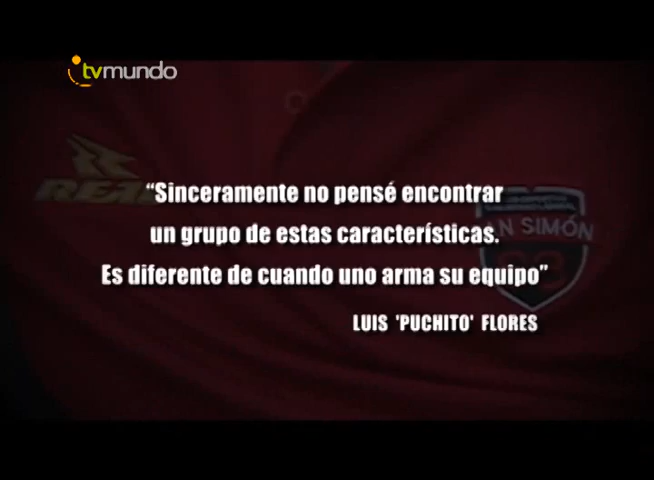 tvmundo
“Sinceramente no pensé encontrar
un grupo de estas características.
Es diferente de cuando uno arma su equipo”
LUIS 'PUCHITO' FLORES
N SIMÓN